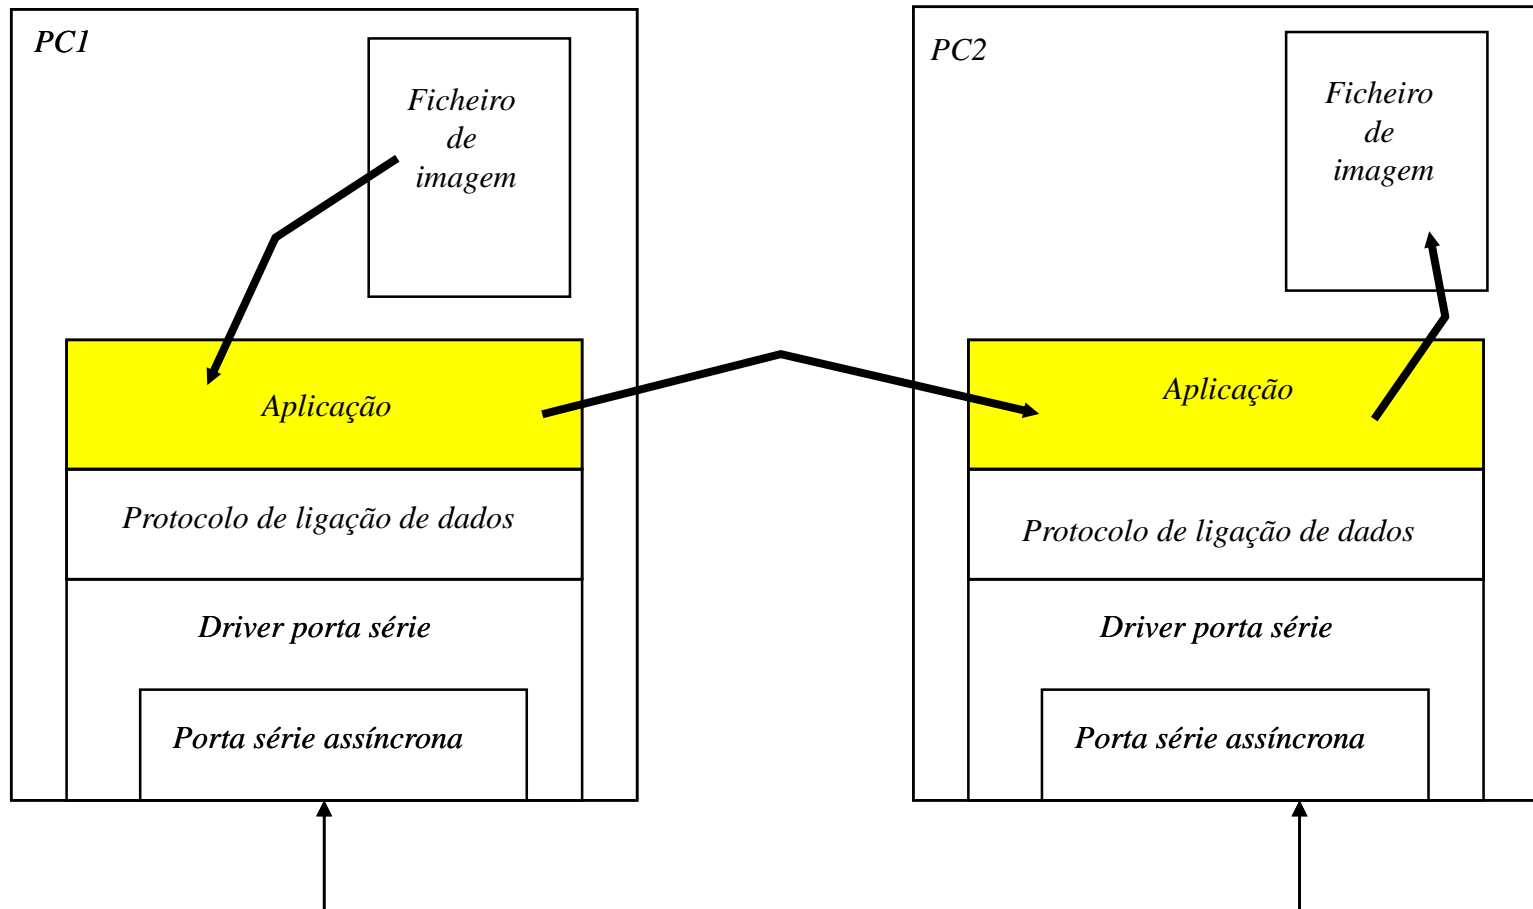 PC1
Ficheiro
de
imagem
Aplicação
Protocolo de ligação de dados
Driver porta série
Porta série assíncrona
PC2
Ficheiro
de
imagem
Aplicação
Protocolo de ligação de dados
Driver porta série
Porta série assíncrona